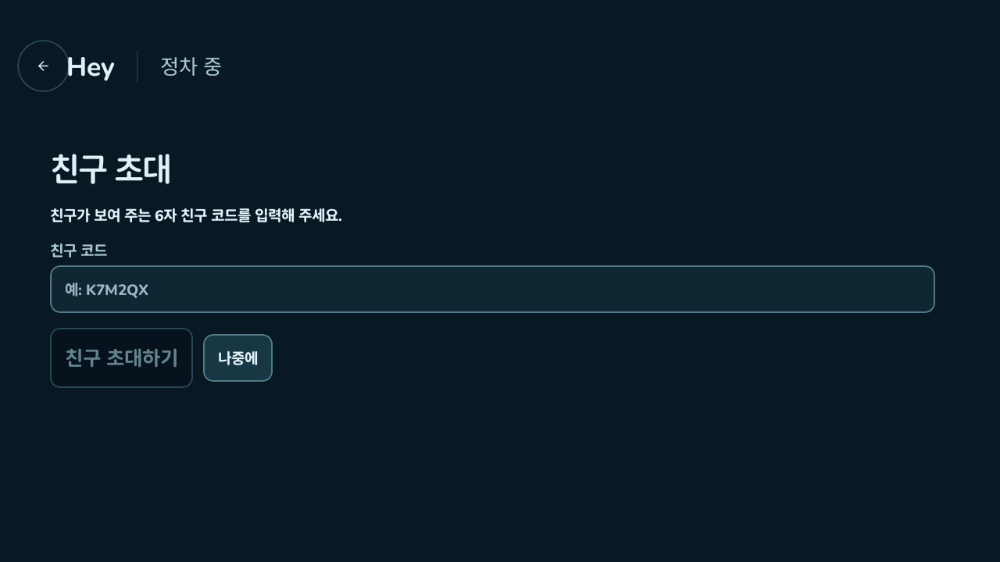 ← Hey 정차 중
친구 초대
친구가 보여 주는 6자 친구 코드를 입력해 주세요.
친구 코드
예: K7M2QX
친구 초대하기 나중에